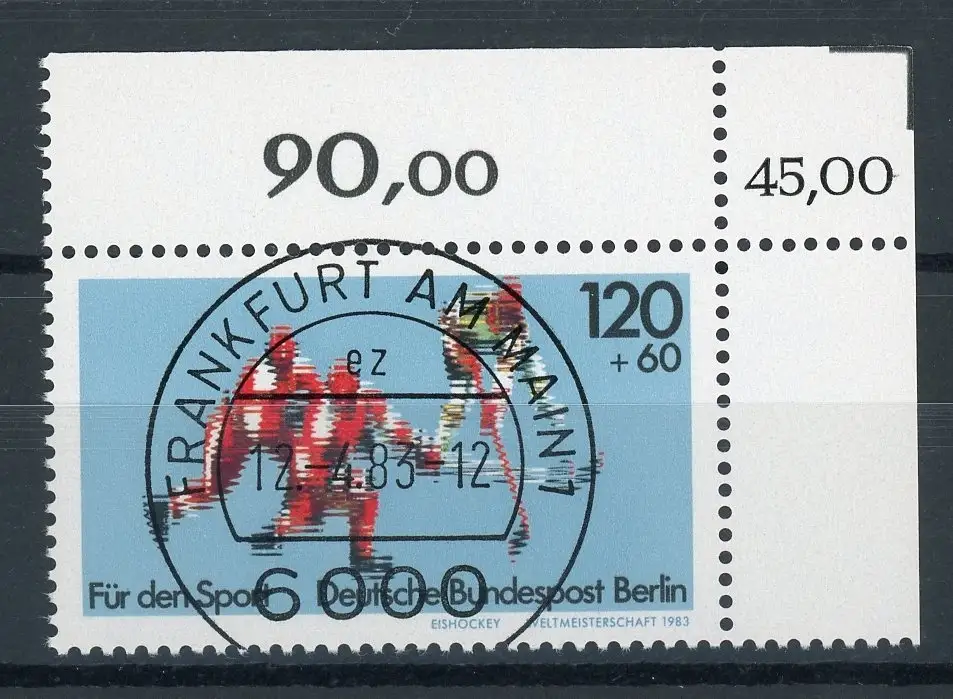 90,00
45,00
120
+ 60
FRANKFURT AM MAIN 1
ez
12.-4.83-12
6000
Für den Sport Deutsche Bundespost Berlin
EISHOCKEY WELTMEISTERSCHAFT 1983